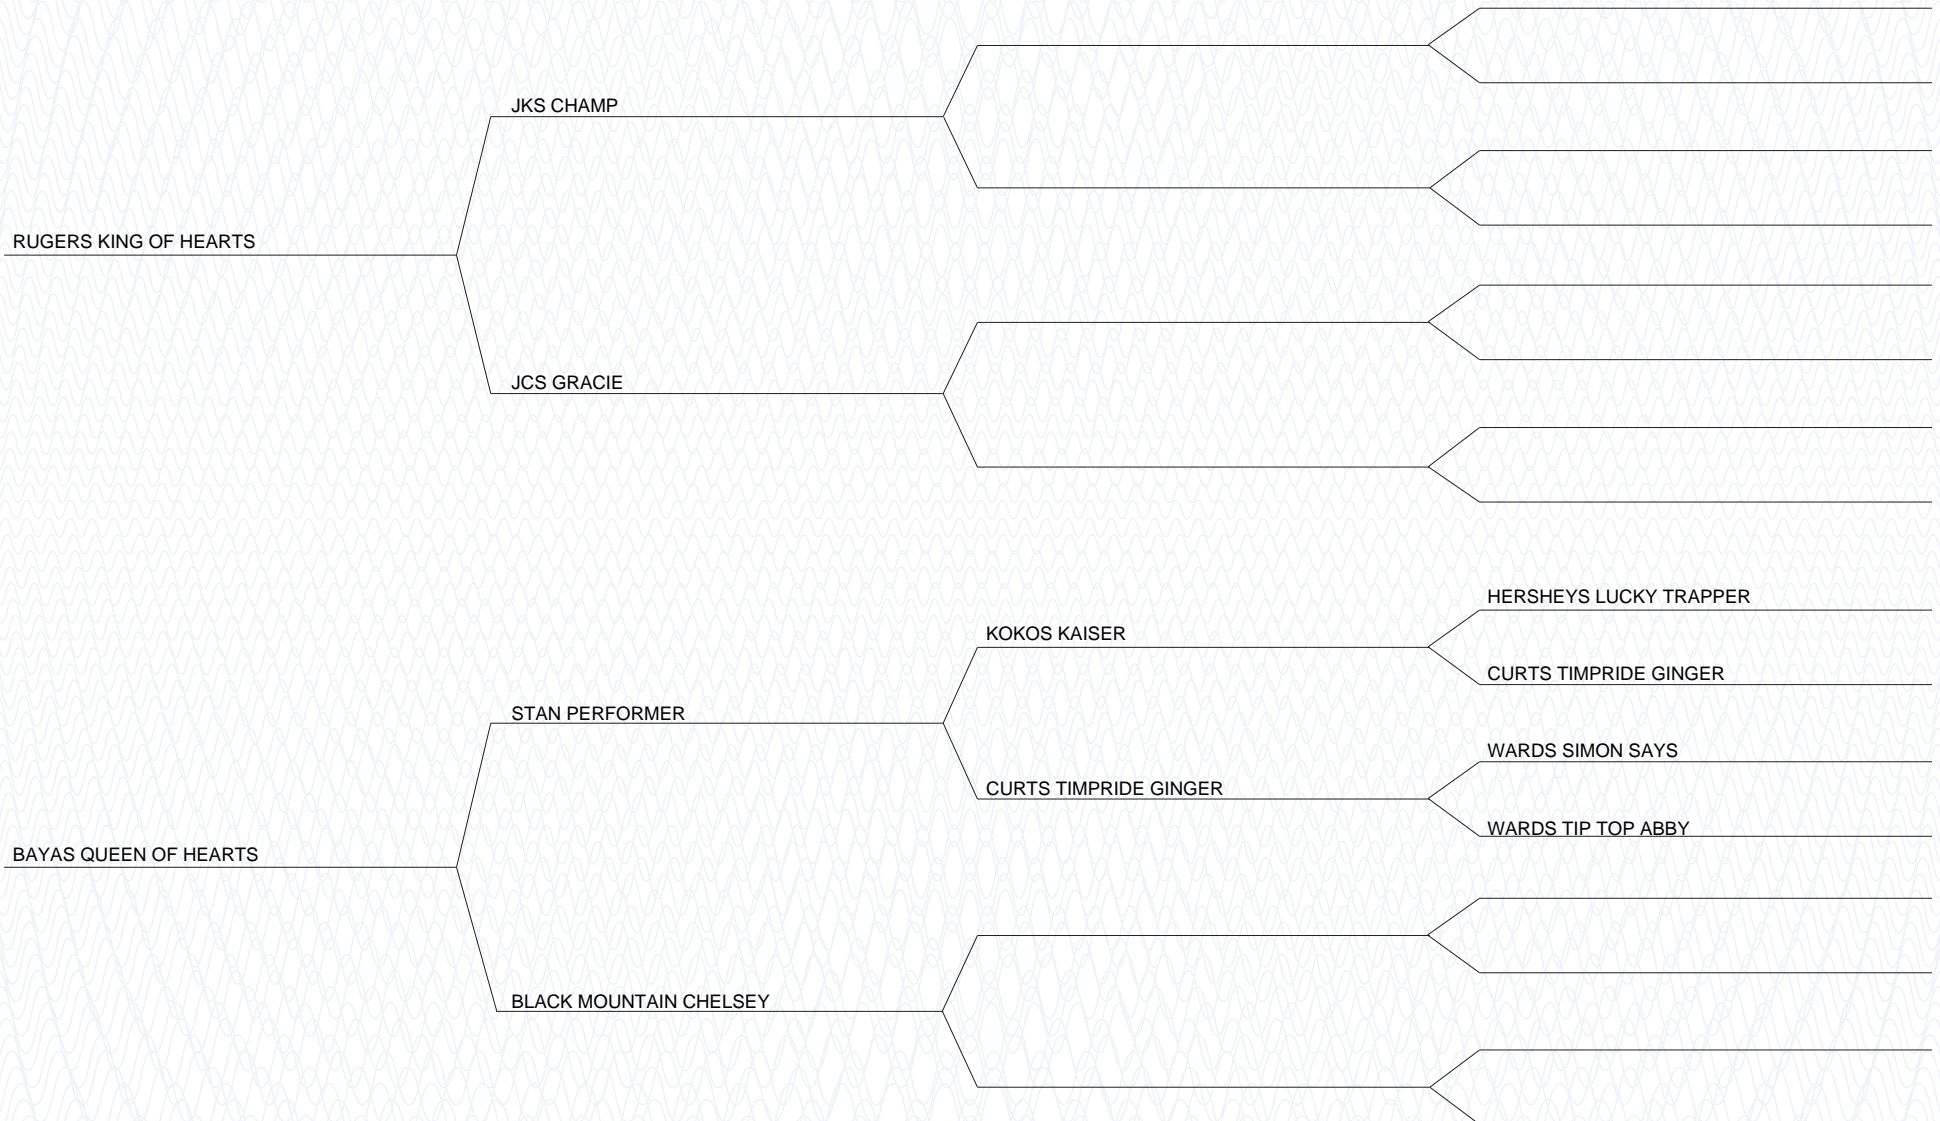 JKS CHAMP
RUGERS KING OF HEARTS
JCS GRACIE
HERSHEYS LUCKY TRAPPER
KOKOS KAISER
CURTS TIMPRIDE GINGER
STAN PERFORMER
WARDS SIMON SAYS
CURTS TIMPRIDE GINGER
WARDS TIP TOP ABBY
BAYAS QUEEN OF HEARTS
BLACK MOUNTAIN CHELSEY